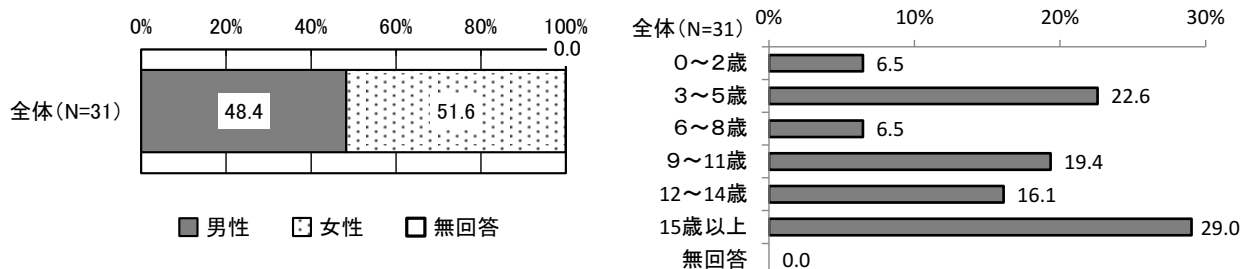 0% 20% 40% 60% 80% 100%
0.0
全体(N=31) 48.4 51.6
男性 女性 無回答
全体(N=31) 0% 10% 20% 30%
0~2歳 6.5
3~5歳 22.6
6~8歳 6.5
9~11歳 19.4
12~14歳 16.1
15歳以上 29.0
無回答 0.0